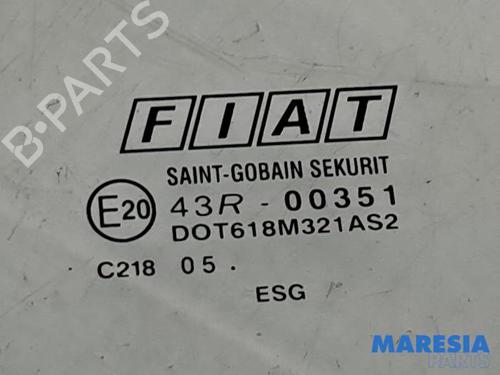 B-PARTS
FIAT
SAINT-GOBAIN SEKURIT
E20 43R - 00351
DOT618M321AS2
C218 05 .
ESG
MARESIA
PARTS